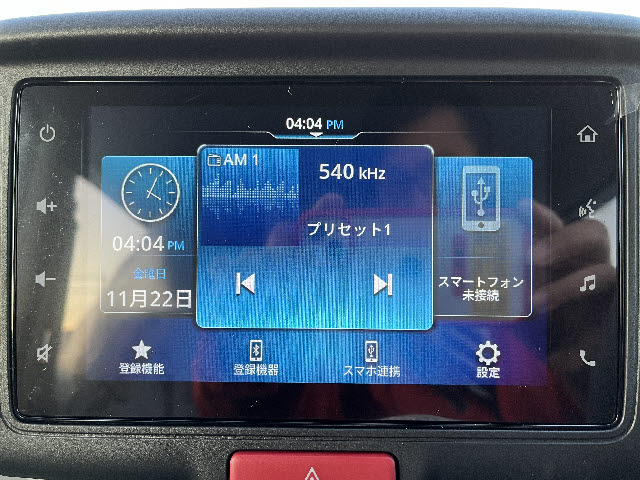 04:04 PM
AM 1
540 kHz
プリセット1
04:04 PM
金曜日
11月22日
スマートフォン
未接続
登録機能
登録機器
スマホ連携
設定